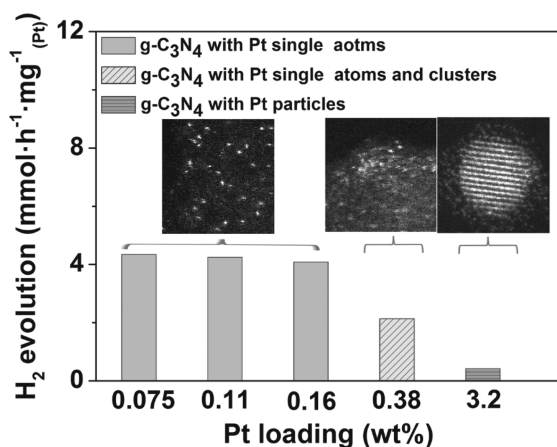 12
g-C₃N₄ with Pt single aotms
g-C₃N₄ with Pt single atoms and clusters
g-C₃N₄ with Pt particles
8
4
0
H₂ evolution (mmol·h⁻¹·mg⁻¹(Pt)
0.075 0.11 0.16 0.38 3.2
Pt loading (wt%)